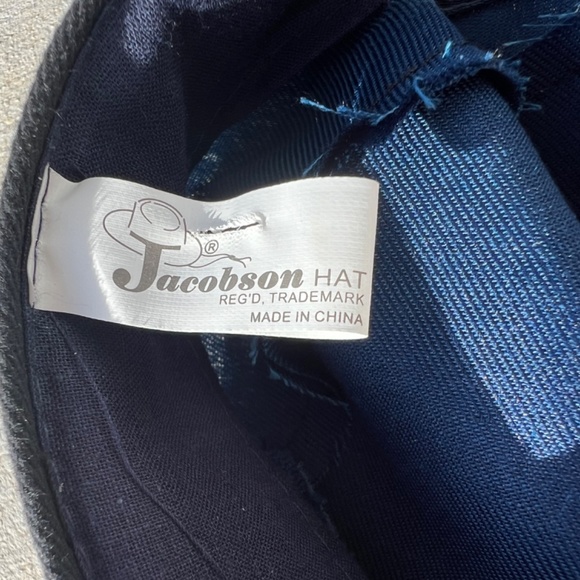 ®
Jacobson HAT
REG'D, TRADEMARK
MADE IN CHINA